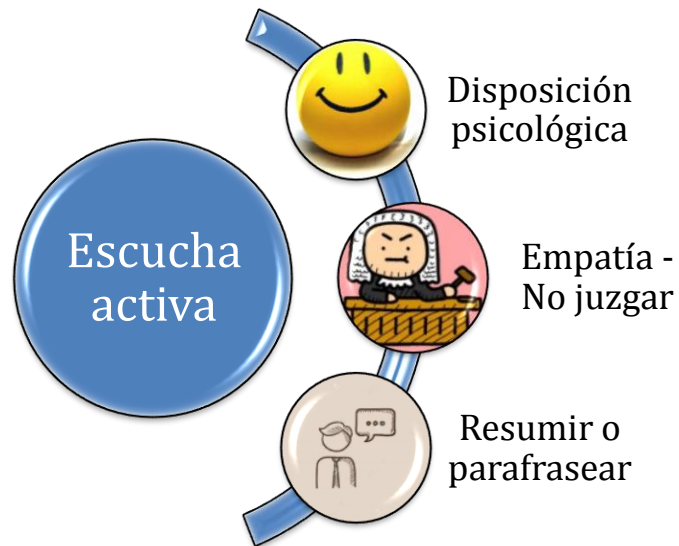 Escucha
activa
Disposición
psicológica
Empatía -
No juzgar
Resumir o
parafrasear